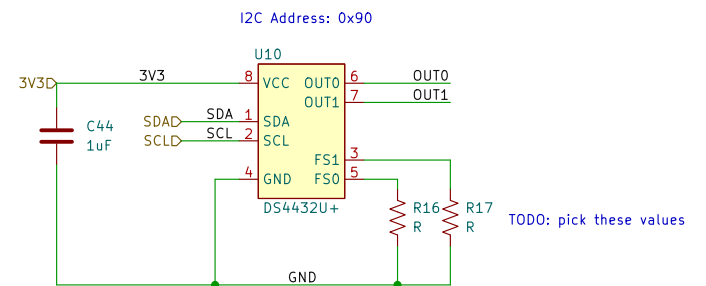 I2C Address: 0x90
U10
3V3 3V3 8 VCC OUT0 6 OUT0
OUT1 7 OUT1
SDA SDA 1 SDA
SCL SCL 2 SCL
C44
1uF
FS1 3
4 GND FS0 5
DS4432U+
R16 R17
R R
TODO: pick these values
GND